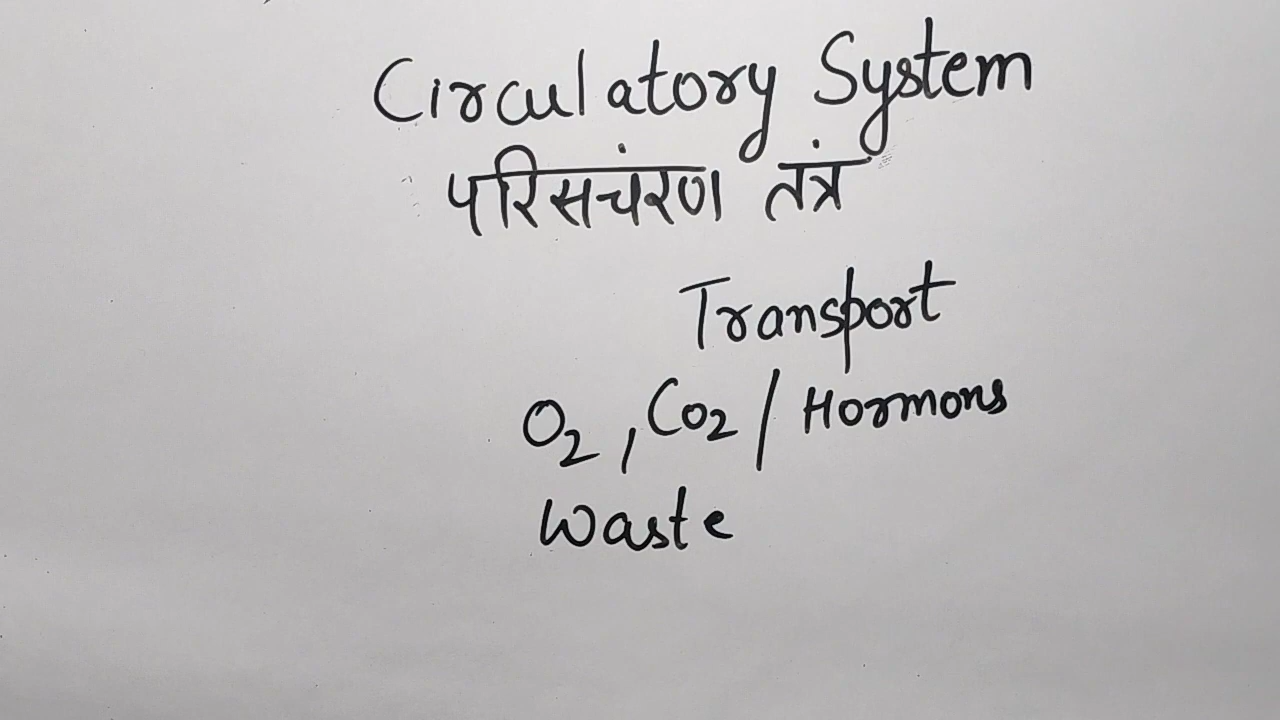 Circulatory System
परिसचंरण तंत्र
Transport
O₂, CO₂ / Hormons
Waste